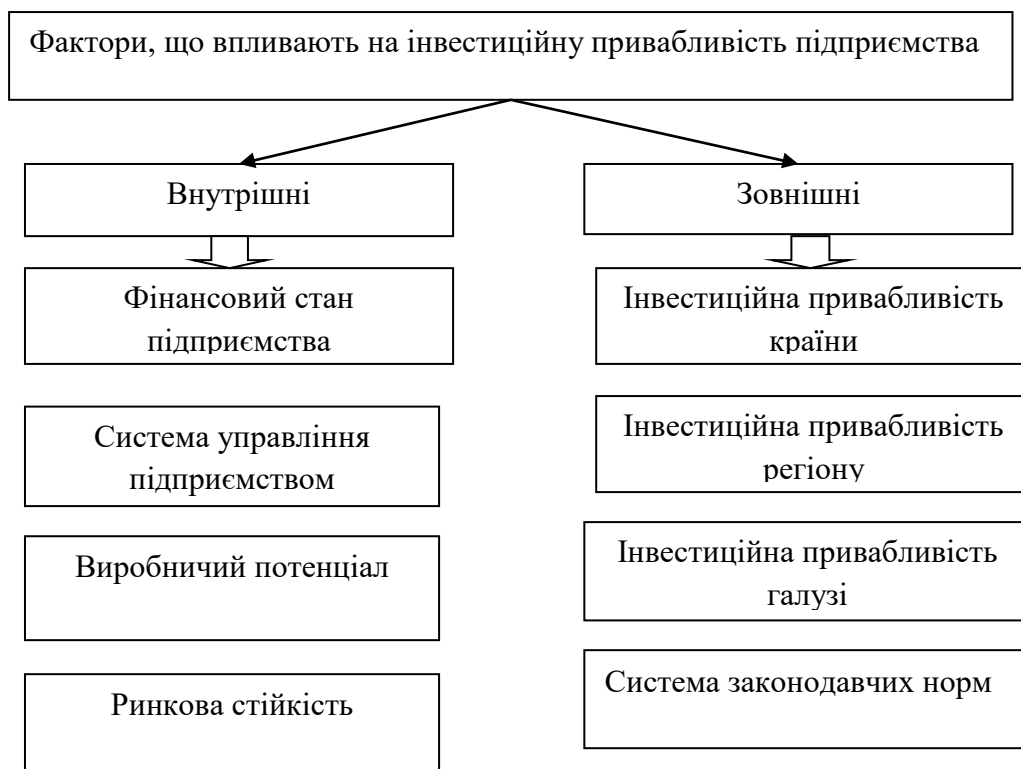 Фактори, що впливають на інвестиційну привабливість підприємства
Внутрішні
Зовнішні
Фінансовий стан
підприємства
Інвестиційна привабливість
країни
Система управління
підприємством
Інвестиційна привабливість
регіону
Виробничий потенціал
Інвестиційна привабливість
галузі
Ринкова стійкість
Система законодавчих норм